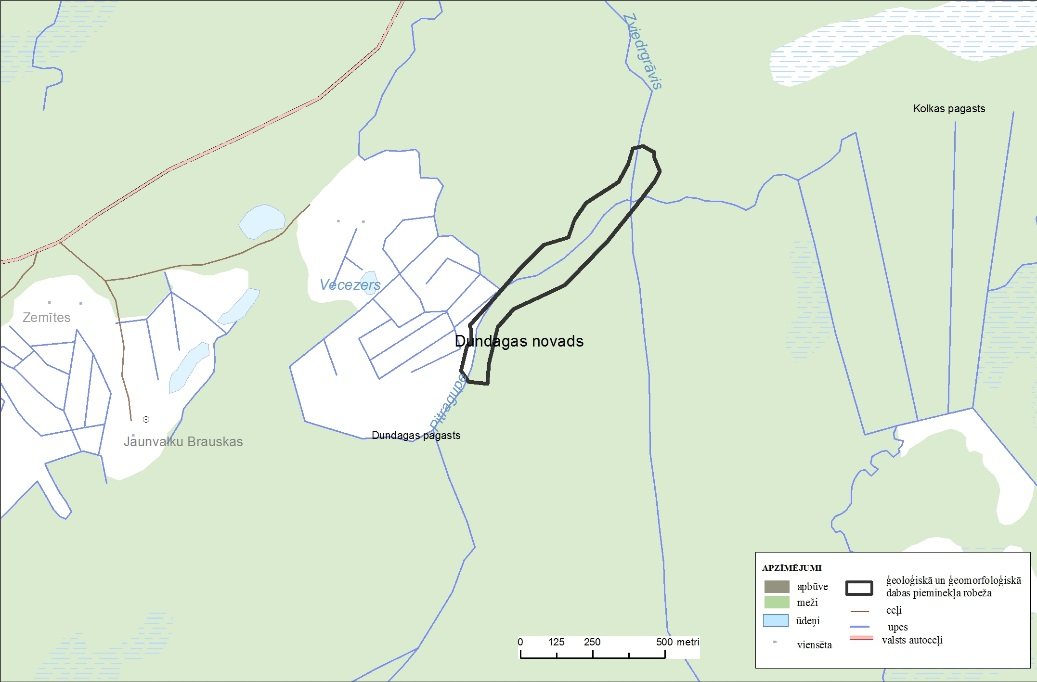 Zviedrgrāvis
Kolkas pagasts
Vecezers
Zemītes
Dundagas novads
Pitragupe
Dundagas pagasts
Jaunvalku Brauskas
0 125 250 500 metri
APZĪMĒJUMI
apbūve
meži
ūdeņi
viensēta
ģeoloģiskā un ģeomorfoloģiskā
dabas pieminekļa robeža
ceļi
upes
valsts autoceļi